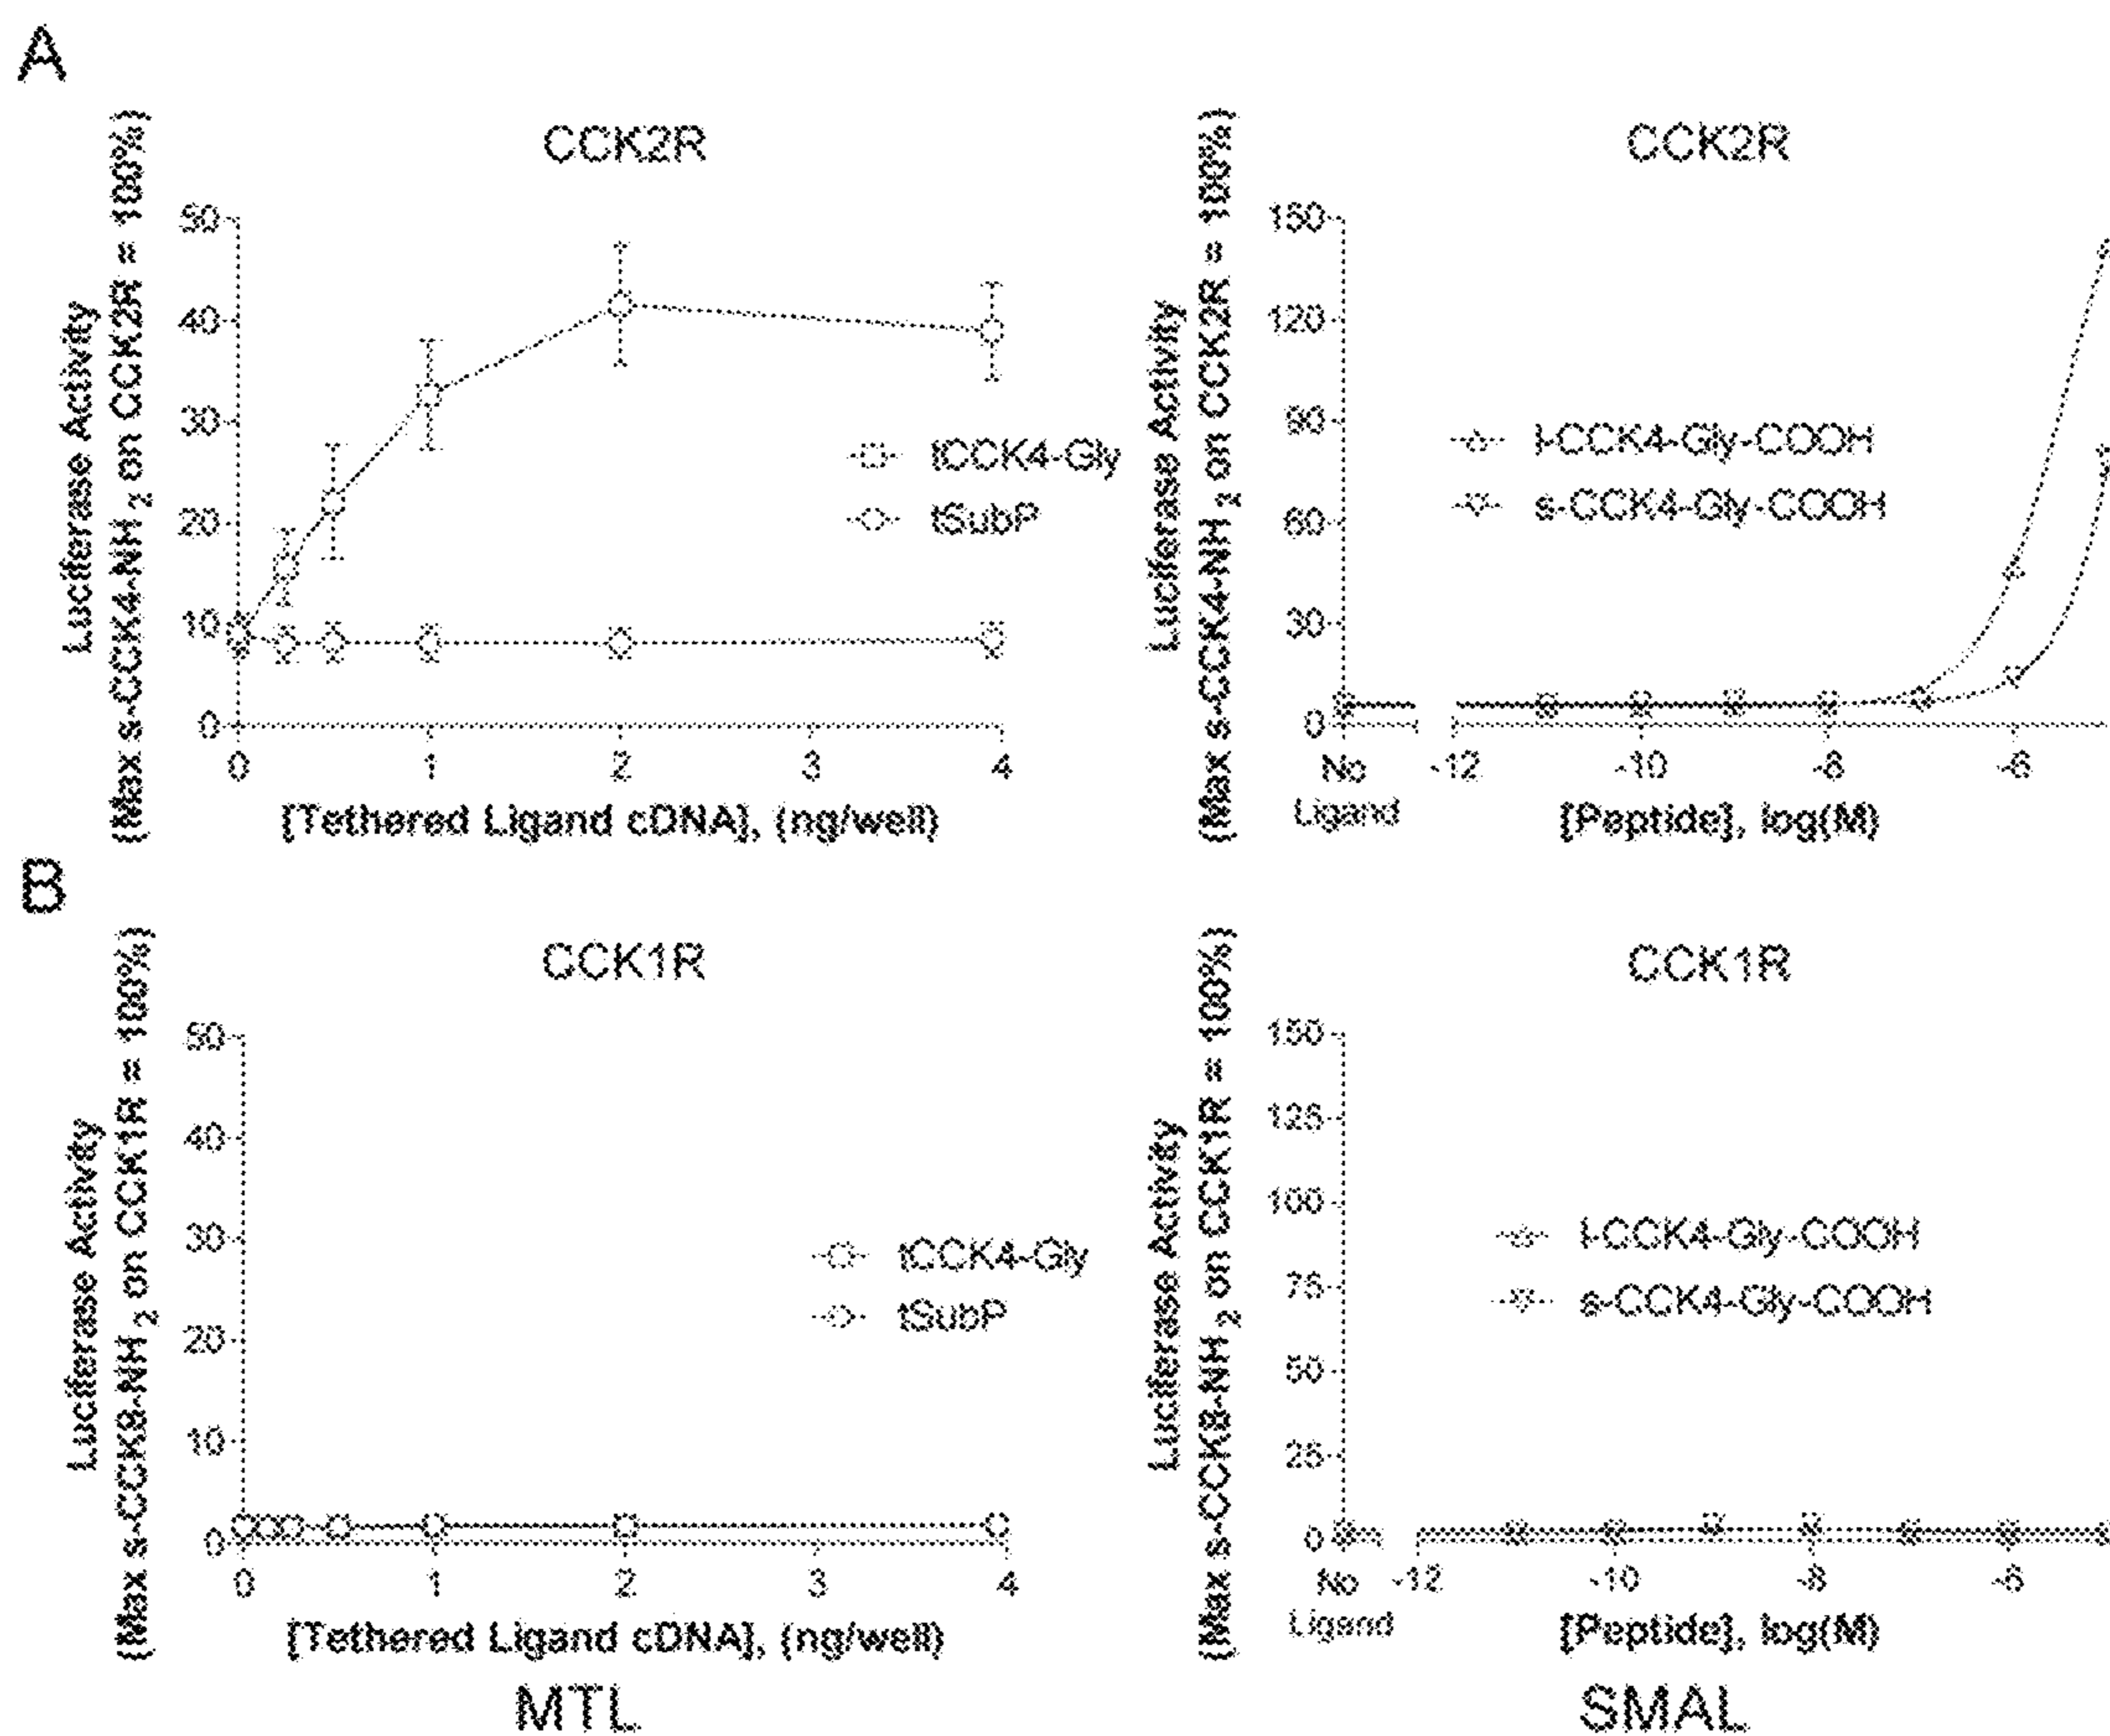 A
CCK2R
Luciferase Activity
(Max s-CCK4-NH2 on CCK2R = 100%)
50
40
30
20
10
0
tCCK4-Gly
tSubP
0 1 2 3 4
[Tethered Ligand cDNA], (ng/well)
CCK2R
Luciferase Activity
(Max s-CCK4-NH2 on CCK2R = 100%)
150
120
90
60
30
0
l-CCK4-Gly-COOH
s-CCK4-Gly-COOH
No Ligand -12 -10 -8 -6
[Peptide], log(M)
B
CCK1R
Luciferase Activity
(Max s-CCK8-NH2 on CCK1R = 100%)
50
40
30
20
10
0
tCCK4-Gly
tSubP
0 1 2 3 4
[Tethered Ligand cDNA], (ng/well)
MTL
CCK1R
Luciferase Activity
(Max s-CCK8-NH2 on CCK1R = 100%)
150
125
100
75
50
25
0
l-CCK4-Gly-COOH
s-CCK4-Gly-COOH
No Ligand -12 -10 -8 -6
[Peptide], log(M)
SMAL